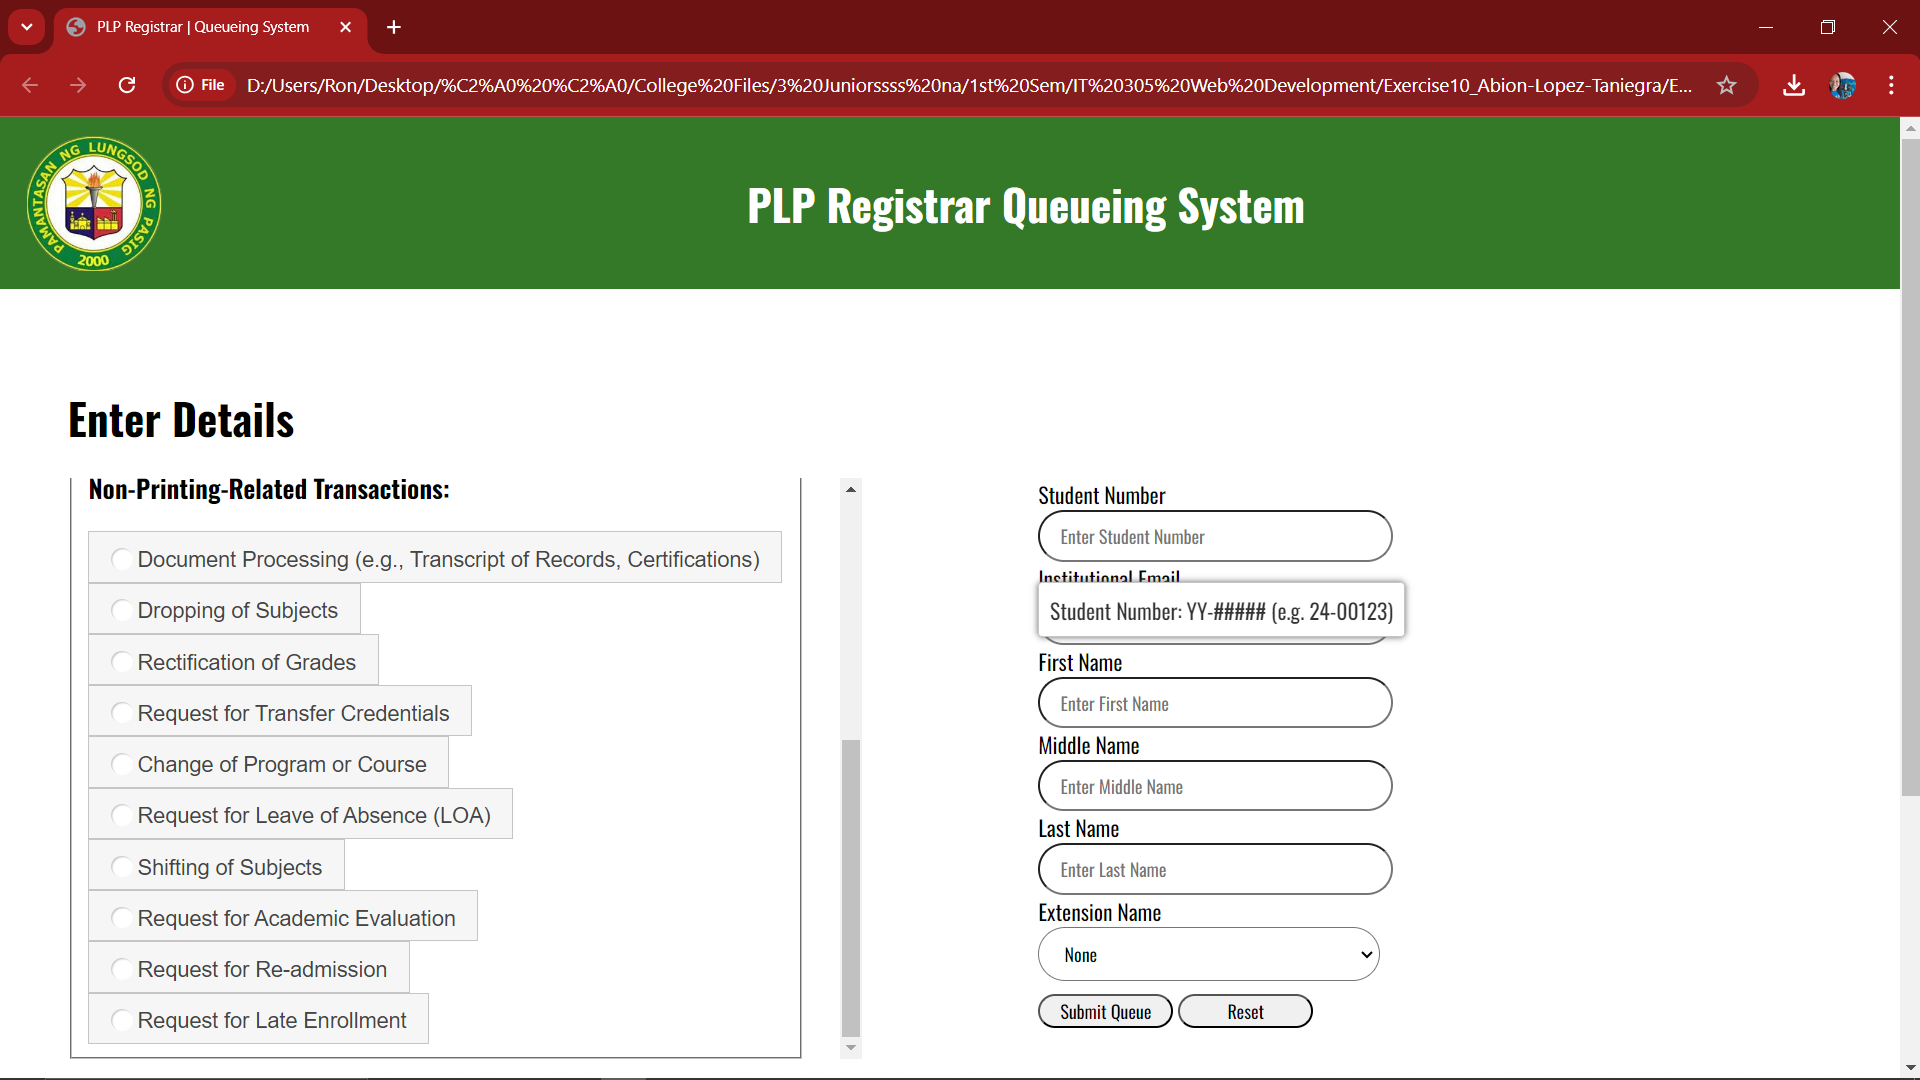 PLP Registrar | Queueing System
File
D:/Users/Ron/Desktop/%C2%A0%20%C2%A0/College%20Files/3%20Juniorssss%20na/1st%20Sem/IT%20305%20Web%20Development/Exercise10_Abion-Lopez-Taniegra/E...
PAMANTASAN NG LUNGSOD NG PASIG
2000
PLP Registrar Queueing System
Enter Details
Non-Printing-Related Transactions:
Document Processing (e.g., Transcript of Records, Certifications)
Dropping of Subjects
Rectification of Grades
Request for Transfer Credentials
Change of Program or Course
Request for Leave of Absence (LOA)
Shifting of Subjects
Request for Academic Evaluation
Request for Re-admission
Request for Late Enrollment
Student Number
Enter Student Number
Institutional Email
Student Number: YY-##### (e.g. 24-00123)
First Name
Enter First Name
Middle Name
Enter Middle Name
Last Name
Enter Last Name
Extension Name
None
Submit Queue
Reset